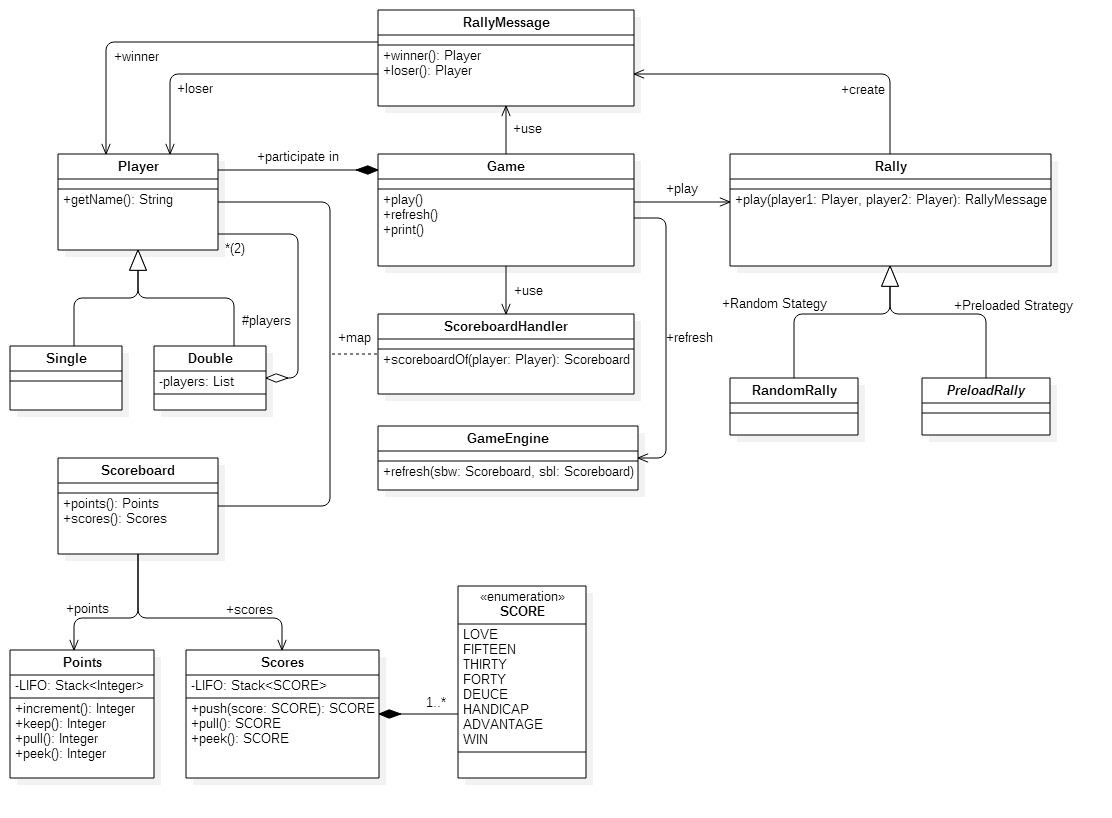 RallyMessage
+winner(): Player
+loser(): Player
+winner
+loser
+create
+use
Player
+getName(): String
+participate in
Game
+play()
+refresh()
+print()
+play
Rally
+play(player1: Player, player2: Player): RallyMessage
*(2)
+use
#players
+map
+refresh
+Random Stategy
+Preloaded Strategy
Single
Double
-players: List
ScoreboardHandler
+scoreboardOf(player: Player): Scoreboard
RandomRally
PreloadRally
GameEngine
+refresh(sbw: Scoreboard, sbl: Scoreboard)
Scoreboard
+points(): Points
+scores(): Scores
+points
+scores
«enumeration»
SCORE
LOVE
FIFTEEN
THIRTY
FORTY
DEUCE
HANDICAP
ADVANTAGE
WIN
Points
-LIFO: Stack<Integer>
+increment(): Integer
+keep(): Integer
+pull(): Integer
+peek(): Integer
Scores
-LIFO: Stack<SCORE>
+push(score: SCORE): SCORE
+pull(): SCORE
+peek(): SCORE
1..*